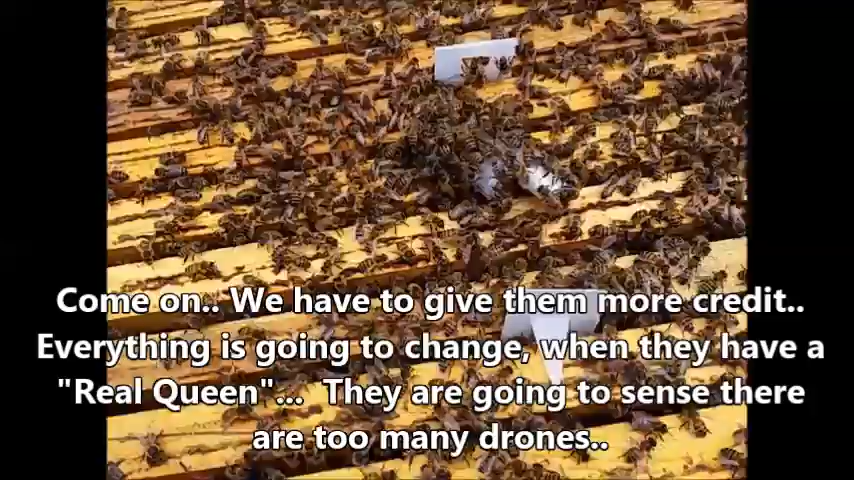 Come on.. We have to give them more credit..
Everything is going to change, when they have a
"Real Queen"...  They are going to sense there
are too many drones..